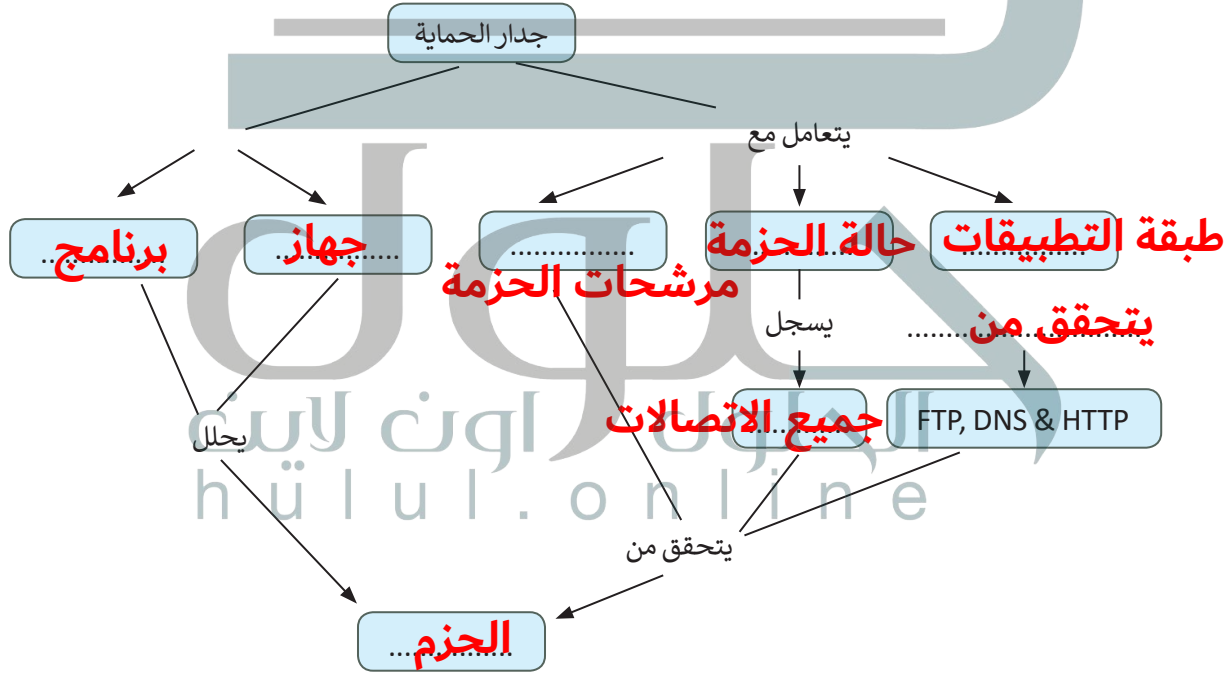 جدار الحماية
يتعامل مع
طبقة التطبيقات
حالة الحزمة
................
مرشحات الحزمة
جهاز
برنامج
يتحقق من
يسجل
FTP, DNS & HTTP
جميع الاتصالات
يحلل
الحلول اون لاين
hülul.online
يتحقق من
الحزم